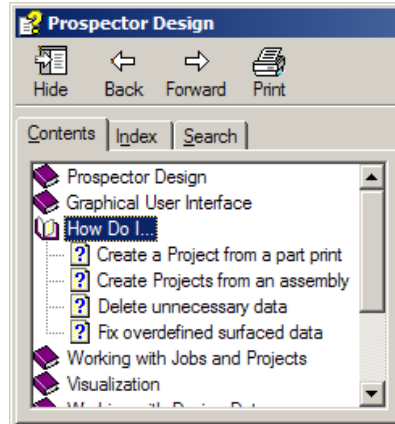 Prospector Design
Hide Back Forward Print
Contents Index Search
Prospector Design
Graphical User Interface
How Do I...
Create a Project from a part print
Create Projects from an assembly
Delete unnecessary data
Fix overdefined surfaced data
Working with Jobs and Projects
Visualization